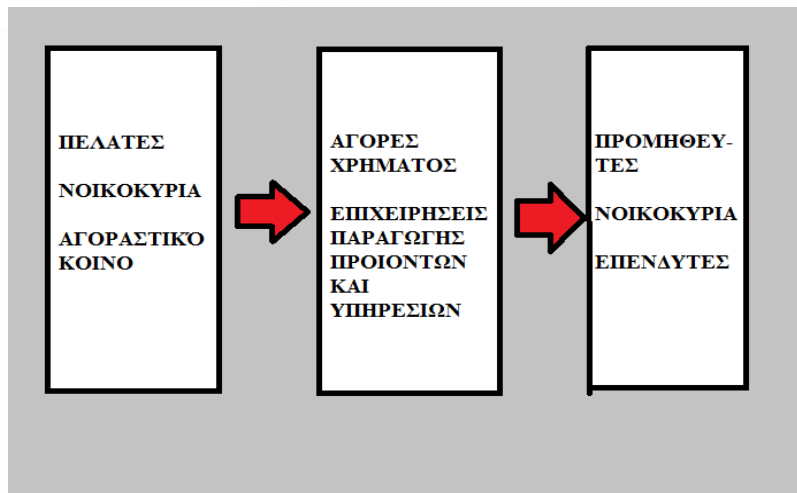 ΠΕΛΑΤΕΣ
ΝΟΙΚΟΚΥΡΙΑ
ΑΓΟΡΑΣΤΙΚΌ
ΚΟΙΝΟ
ΑΓΟΡΕΣ
ΧΡΗΜΑΤΟΣ
ΕΠΙΧΕΙΡΗΣΕΙΣ
ΠΑΡΑΓΩΓΗΣ
ΠΡΟΙΟΝΤΩΝ
ΚΑΙ
ΥΠΗΡΕΣΙΩΝ
ΠΡΟΜΗΘΕΥ-
ΤΕΣ
ΝΟΙΚΟΚΥΡΙΑ
ΕΠΕΝΔΥΤΕΣ